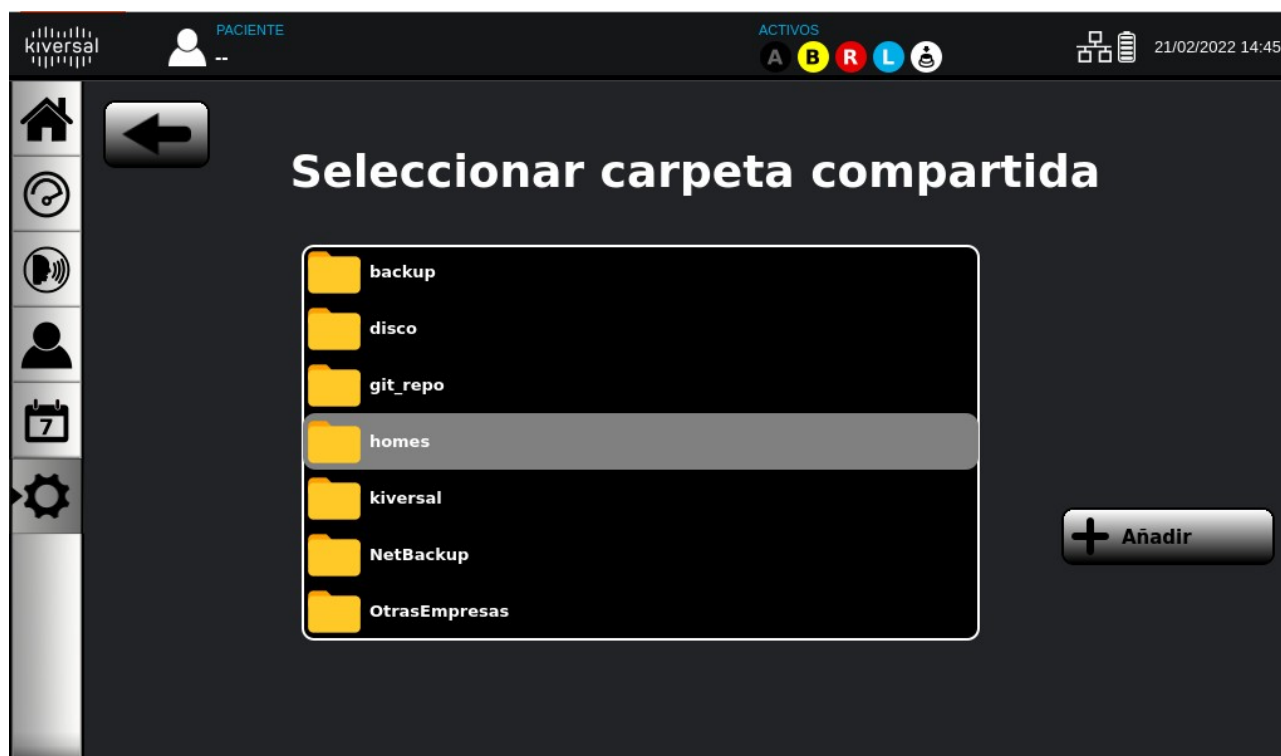 kiversal
PACIENTE
--
ACTIVOS
A B R L
21/02/2022 14:45
Seleccionar carpeta compartida
backup
disco
git_repo
homes
7
kiversal
NetBackup
Añadir
OtrasEmpresas